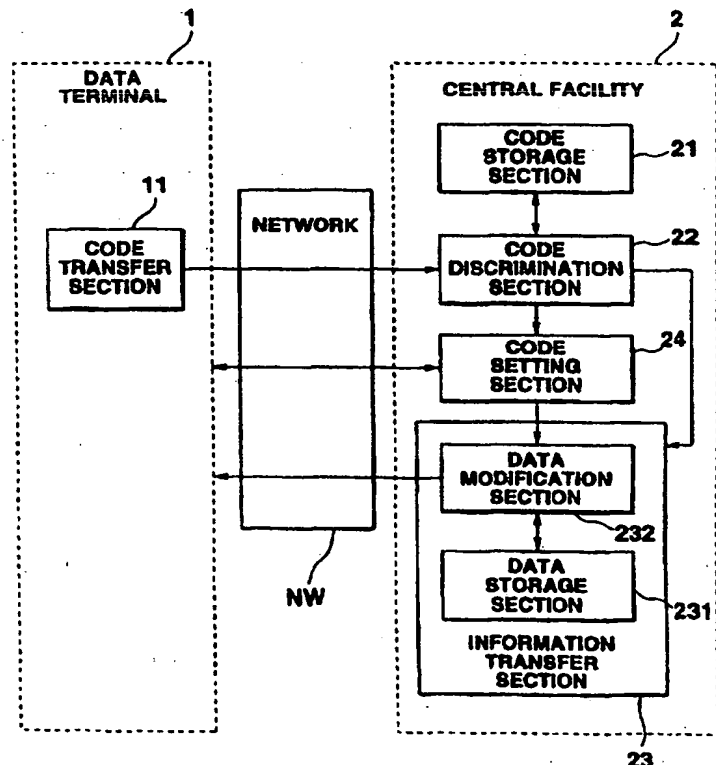 1
2
DATA
TERMINAL
CENTRAL FACILITY
CODE
STORAGE
SECTION
21
11
CODE
TRANSFER
SECTION
NETWORK
22
CODE
DISCRIMINATION
SECTION
24
CODE
SETTING
SECTION
DATA
MODIFICATION
SECTION
232
NW
DATA
STORAGE
SECTION
231
INFORMATION
TRANSFER
SECTION
23